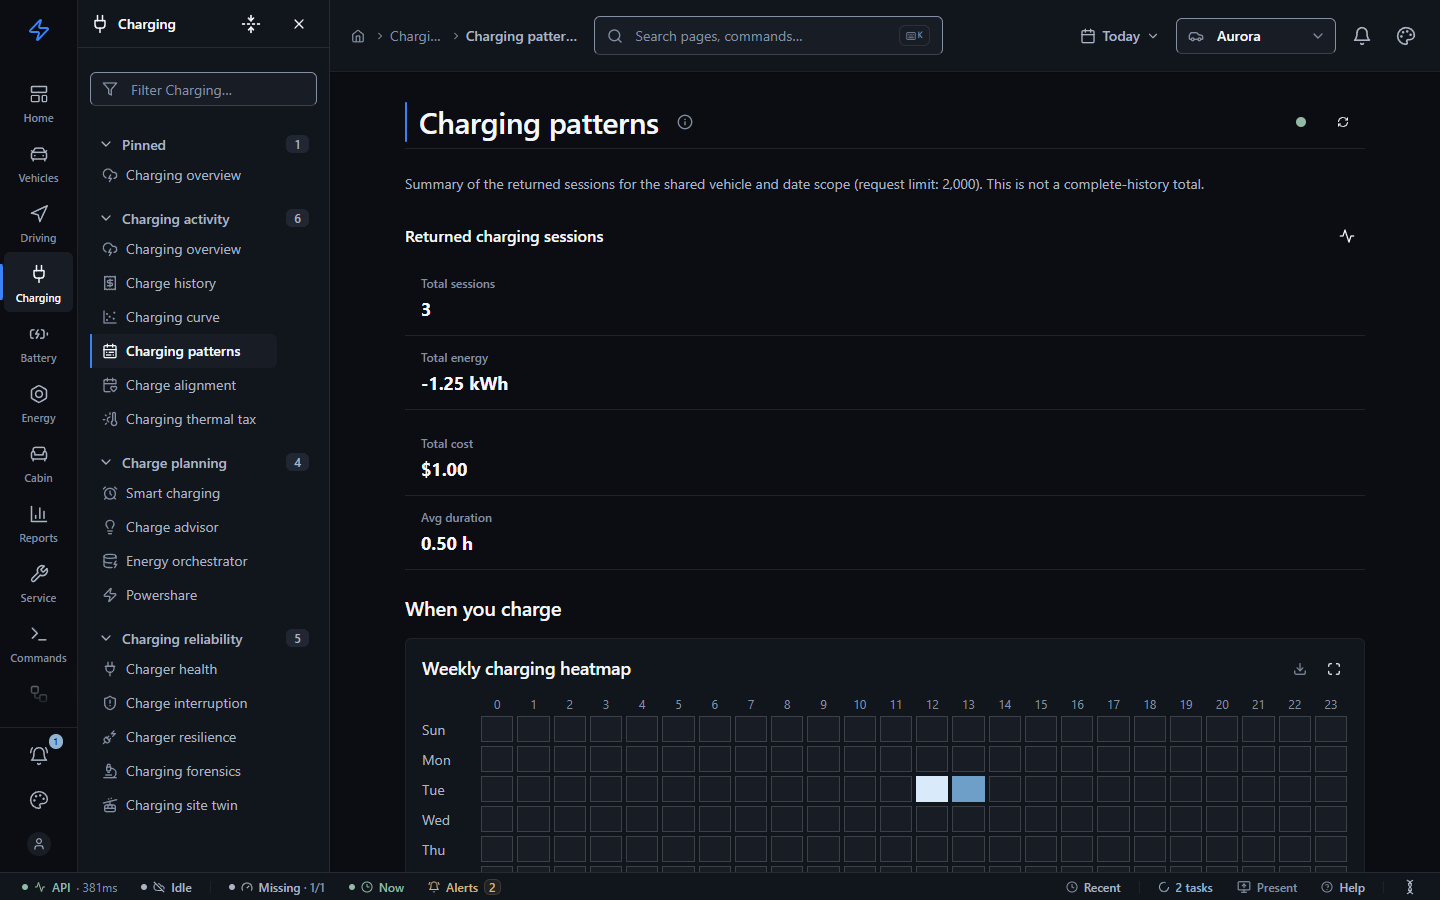 Charging
Home
Vehicles
Driving
Charging
Battery
Energy
Cabin
Reports
Service
Commands
1
Filter Charging...
Pinned 1
Charging overview
Charging activity 6
Charging overview
Charge history
Charging curve
Charging patterns
Charge alignment
Charging thermal tax
Charge planning 4
Smart charging
Charge advisor
Energy orchestrator
Powershare
Charging reliability 5
Charger health
Charge interruption
Charger resilience
Charging forensics
Charging site twin
Chargi... Charging patter...
Search pages, commands... K
Today
Aurora
Charging patterns
Summary of the returned sessions for the shared vehicle and date scope (request limit: 2,000). This is not a complete-history total.
Returned charging sessions
Total sessions
3
Total energy
-1.25 kWh
Total cost
$1.00
Avg duration
0.50 h
When you charge
Weekly charging heatmap
0 1 2 3 4 5 6 7 8 9 10 11 12 13 14 15 16 17 18 19 20 21 22 23
Sun
Mon
Tue
Wed
Thu
API · 381ms Idle Missing · 1/1 Now Alerts 2 Recent 2 tasks Present Help